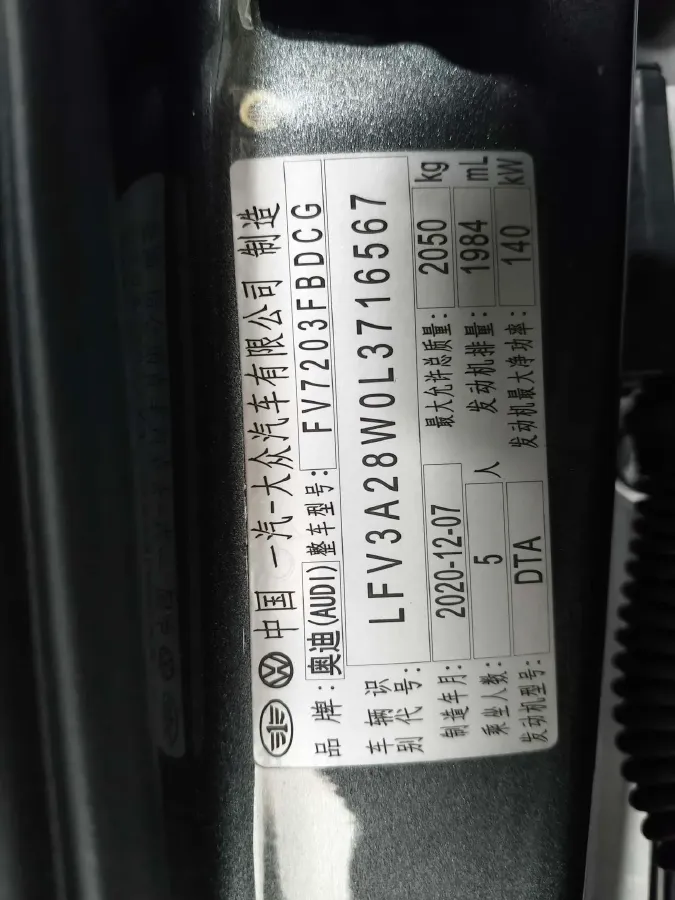 中国 一汽-大众汽车有限公司 制造
品牌: 奥迪(AUDI) 整车型号: FV7203FBDCG
车辆识别代号: LFV3A28W0L3716567
制造年月: 2020-12-07 最大允许总质量: 2050 kg
乘坐人数: 5 人 发动机排量: 1984 mL
发动机型号: DTA 发动机最大净功率: 140 kW